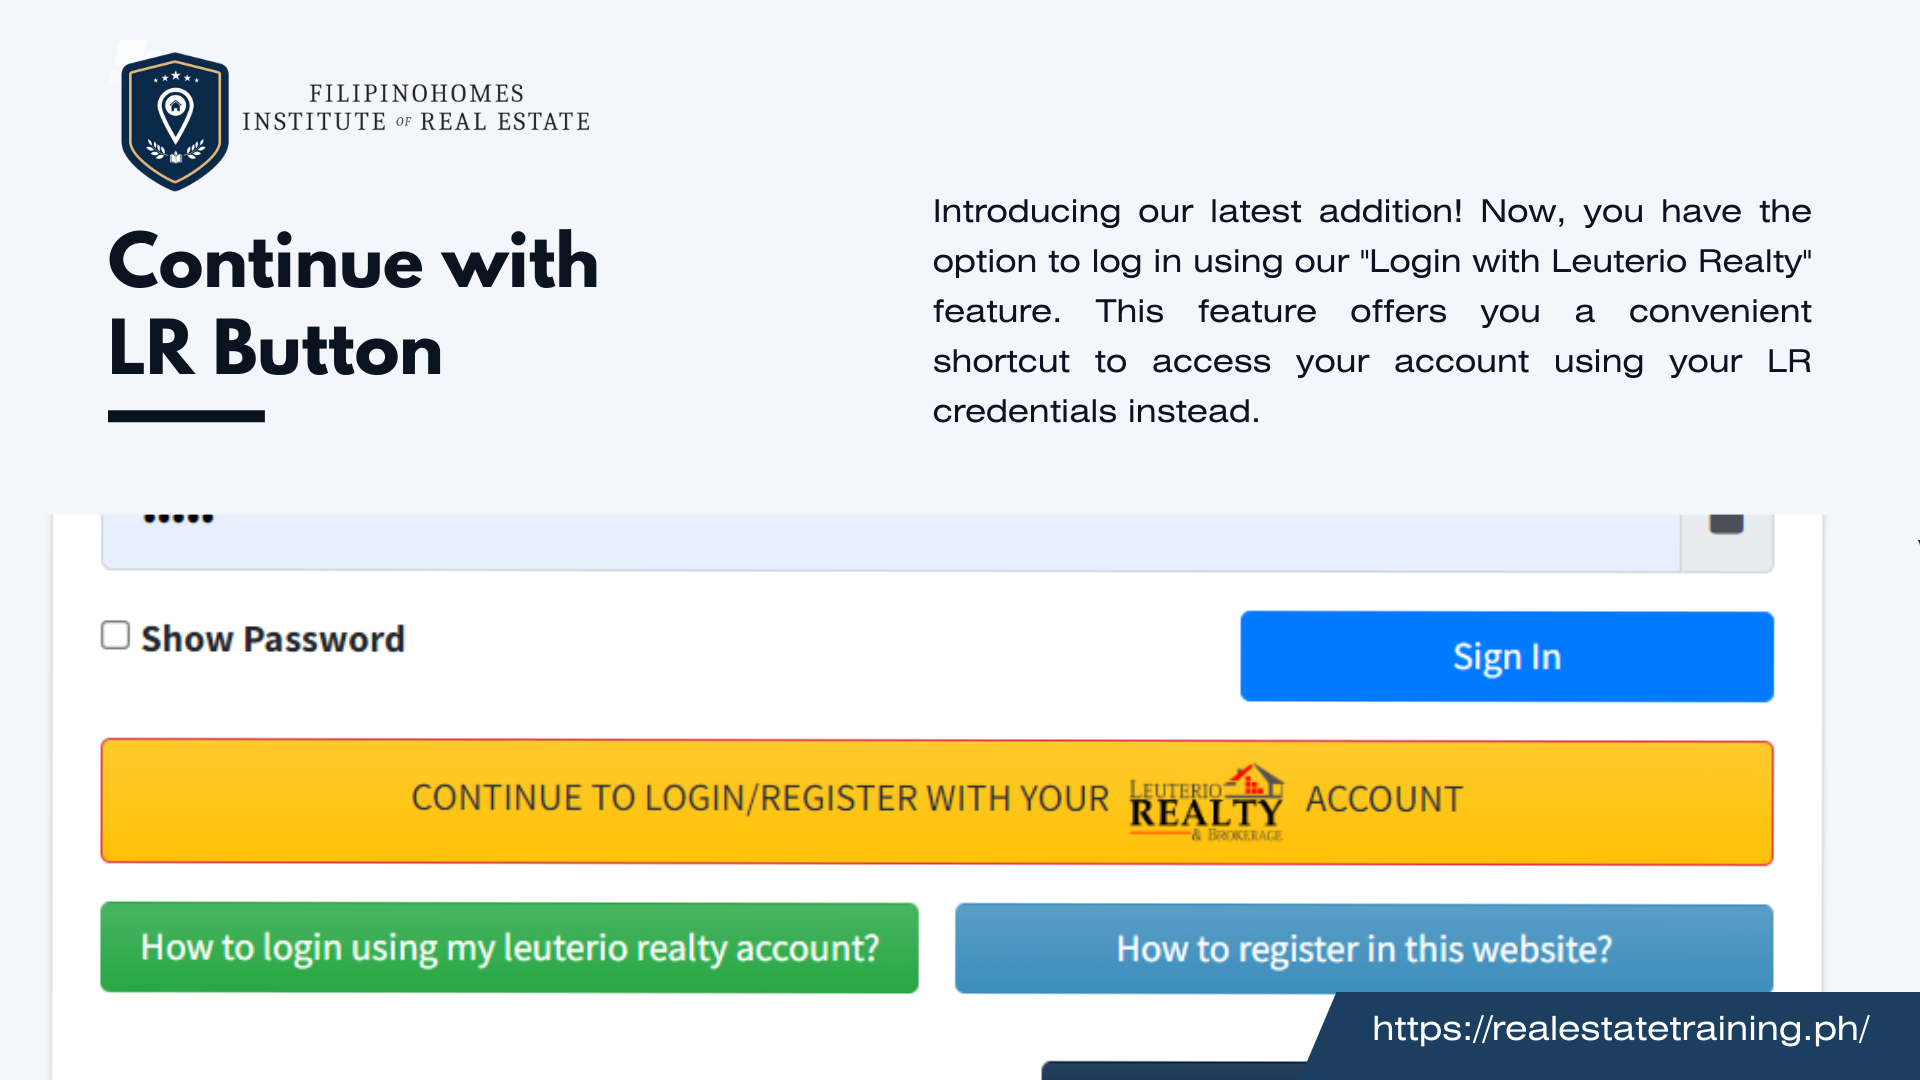 FILIPINOHOMES
INSTITUTE OF REAL ESTATE
Continue with
LR Button
Introducing our latest addition! Now, you have the
option to log in using our "Login with Leuterio Realty"
feature. This feature offers you a convenient
shortcut to access your account using your LR
credentials instead.
Show Password
Sign In
CONTINUE TO LOGIN/REGISTER WITH YOUR LEUTERIO REALTY & BROKERAGE ACCOUNT
How to login using my leuterio realty account?
How to register in this website?
https://realestatetraining.ph/